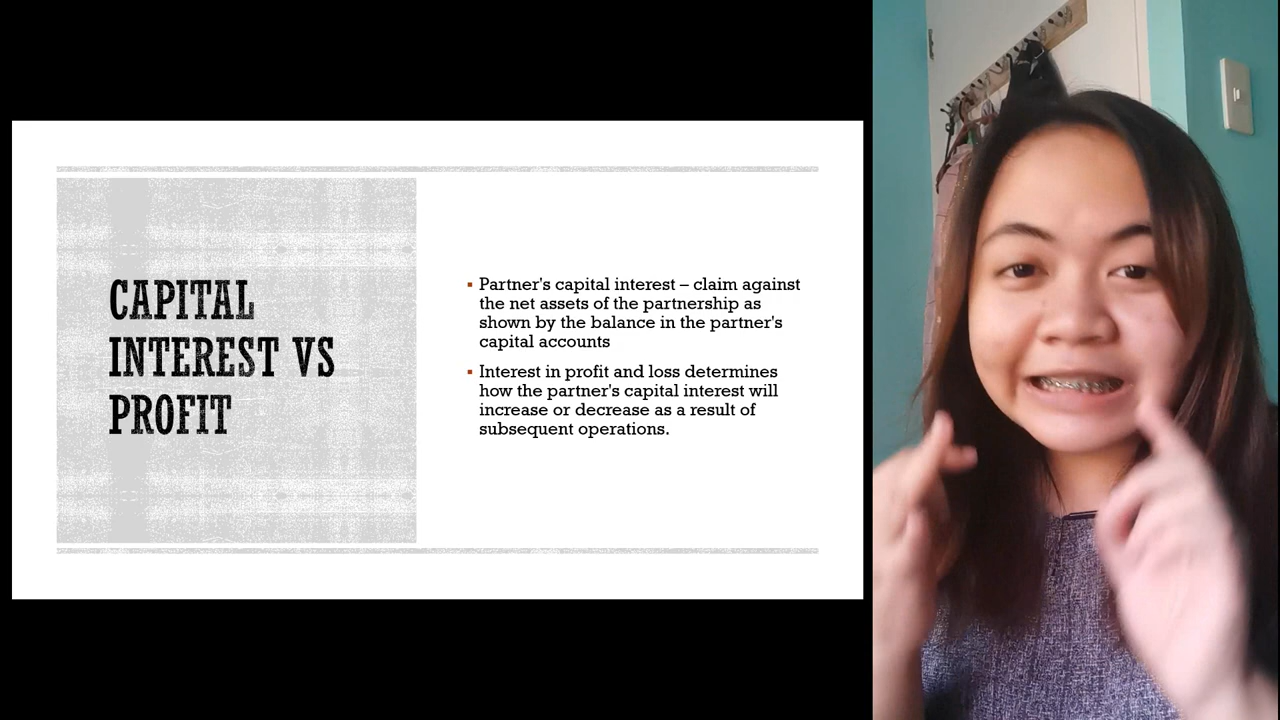 CAPITAL
INTEREST VS
PROFIT
▪ Partner's capital interest – claim against
the net assets of the partnership as
shown by the balance in the partner's
capital accounts
▪ Interest in profit and loss determines
how the partner's capital interest will
increase or decrease as a result of
subsequent operations.